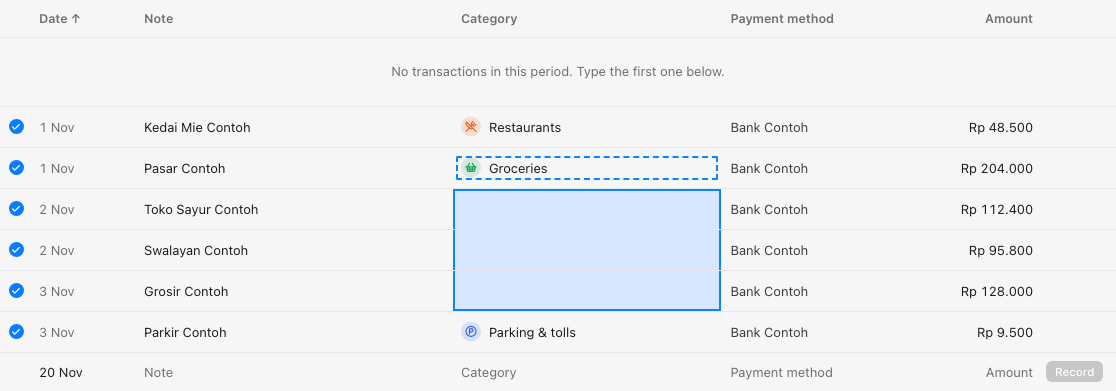 Date ↑ Note Category Payment method Amount
No transactions in this period. Type the first one below.
1 Nov Kedai Mie Contoh Restaurants Bank Contoh Rp 48.500
1 Nov Pasar Contoh Groceries Bank Contoh Rp 204.000
2 Nov Toko Sayur Contoh Bank Contoh Rp 112.400
2 Nov Swalayan Contoh Bank Contoh Rp 95.800
3 Nov Grosir Contoh Bank Contoh Rp 128.000
3 Nov Parkir Contoh Parking & tolls Bank Contoh Rp 9.500
20 Nov Note Category Payment method Amount Record